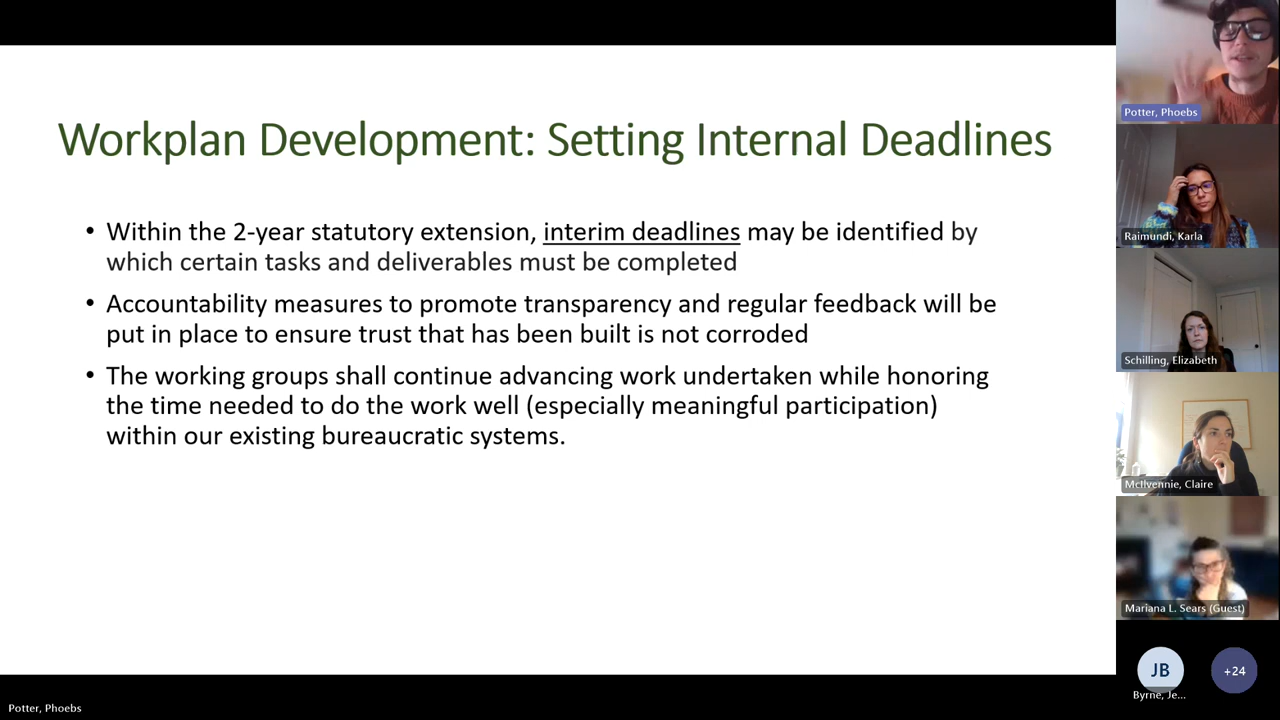 Workplan Development: Setting Internal Deadlines
• Within the 2-year statutory extension, interim deadlines may be identified by
which certain tasks and deliverables must be completed
• Accountability measures to promote transparency and regular feedback will be
put in place to ensure trust that has been built is not corroded
• The working groups shall continue advancing work undertaken while honoring
the time needed to do the work well (especially meaningful participation)
within our existing bureaucratic systems.
Potter, Phoebs
Raimundi, Karla
Schilling, Elizabeth
McIlvennie, Claire
Mariana L. Sears (Guest)
JB
+24
Byrne, Je...
Potter, Phoebs